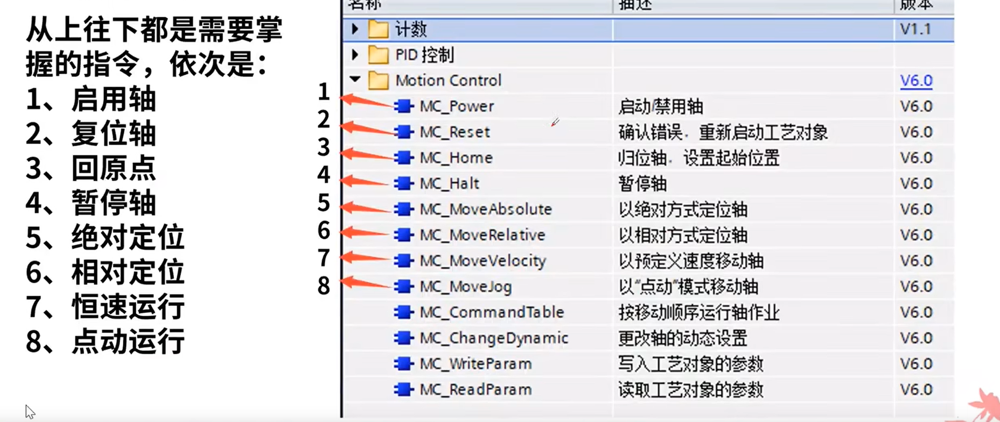 从上往下都是需要掌
握的指令，依次是：
1、启用轴
2、复位轴
3、回原点
4、暂停轴
5、绝对定位
6、相对定位
7、恒速运行
8、点动运行
名称 描述 版本
计数 V1.1
PID 控制
Motion Control V6.0
1 MC_Power 启动/禁用轴 V6.0
2 MC_Reset 确认错误，重新启动工艺对象 V6.0
3 MC_Home 归位轴，设置起始位置 V6.0
4 MC_Halt 暂停轴 V6.0
5 MC_MoveAbsolute 以绝对方式定位轴 V6.0
6 MC_MoveRelative 以相对方式定位轴 V6.0
7 MC_MoveVelocity 以预定义速度移动轴 V6.0
8 MC_MoveJog 以“点动”模式移动轴 V6.0
MC_CommandTable 按移动顺序运行轴作业 V6.0
MC_ChangeDynamic 更改轴的动态设置 V6.0
MC_WriteParam 写入工艺对象的参数 V6.0
MC_ReadParam 读取工艺对象的参数 V6.0